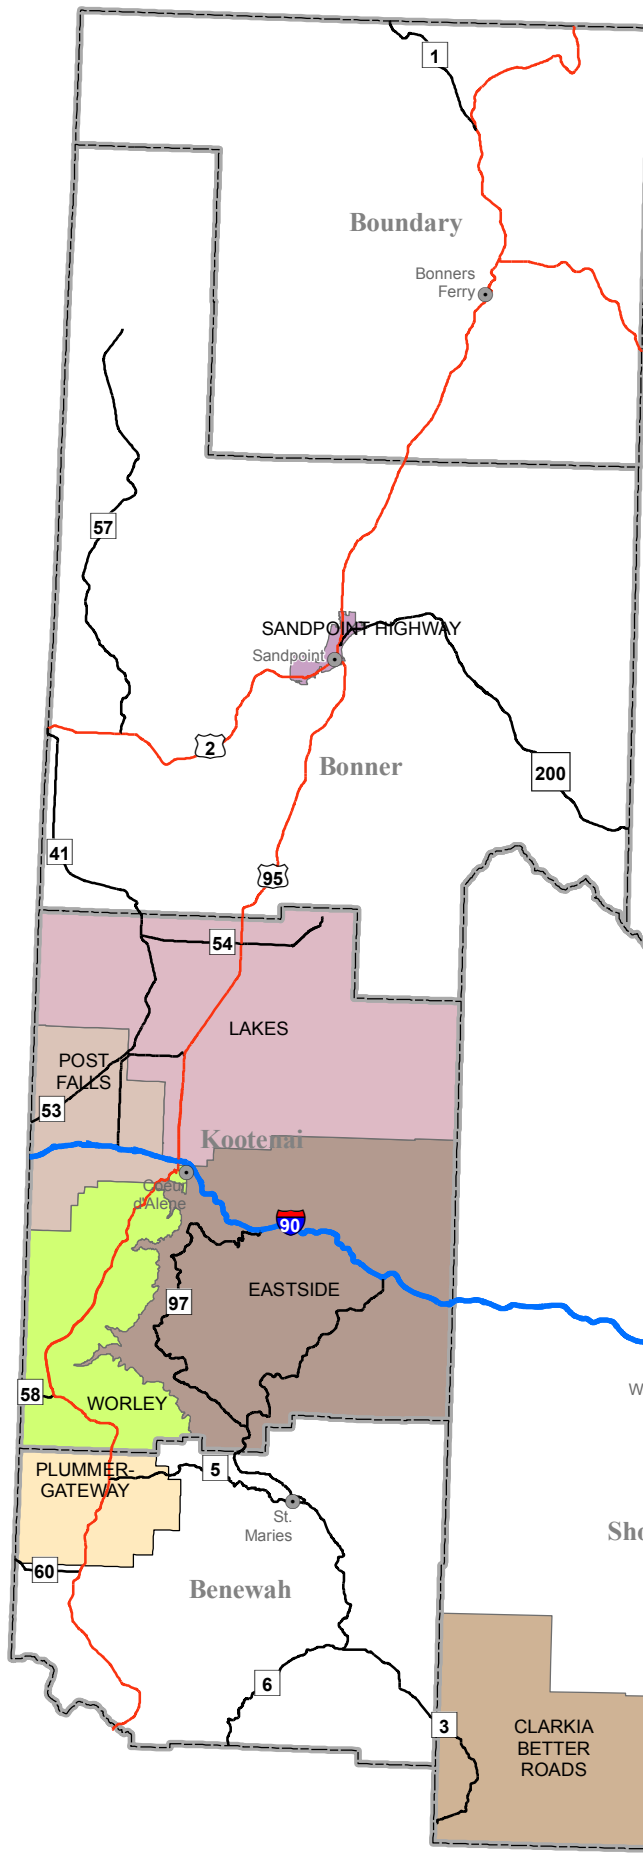 1
Boundary
Bonners
Ferry
57
SANDPOINT HIGHWAY
Sandpoint
2
Bonner
200
41
95
54
LAKES
POST
FALLS
53
Kootenai
Coeur
d'Alene
90
EASTSIDE
97
W
58
WORLEY
PLUMMER-
GATEWAY
5
St.
Maries
Sho
60
Benewah
6
3
CLARKIA
BETTER
ROADS